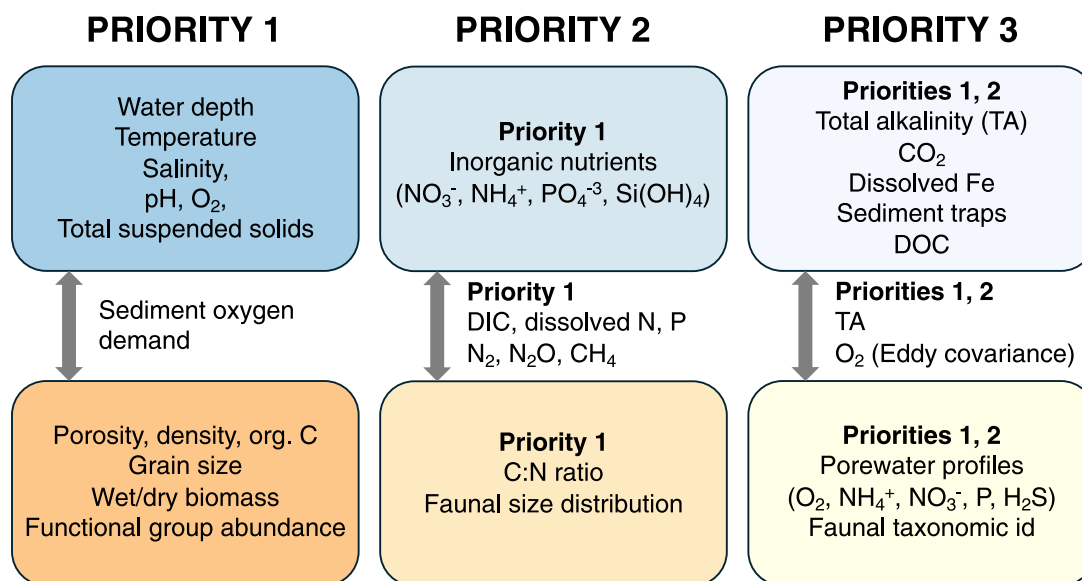 PRIORITY 1
Water depth
Temperature
Salinity,
pH, O₂,
Total suspended solids
Sediment oxygen
demand
Porosity, density, org. C
Grain size
Wet/dry biomass
Functional group abundance
PRIORITY 2
Priority 1
Inorganic nutrients
(NO₃⁻, NH₄⁺, PO₄⁻³, Si(OH)₄)
Priority 1
DIC, dissolved N, P
N₂, N₂O, CH₄
Priority 1
C:N ratio
Faunal size distribution
PRIORITY 3
Priorities 1, 2
Total alkalinity (TA)
CO₂
Dissolved Fe
Sediment traps
DOC
Priorities 1, 2
TA
O₂ (Eddy covariance)
Priorities 1, 2
Porewater profiles
(O₂, NH₄⁺, NO₃⁻, P, H₂S)
Faunal taxonomic id